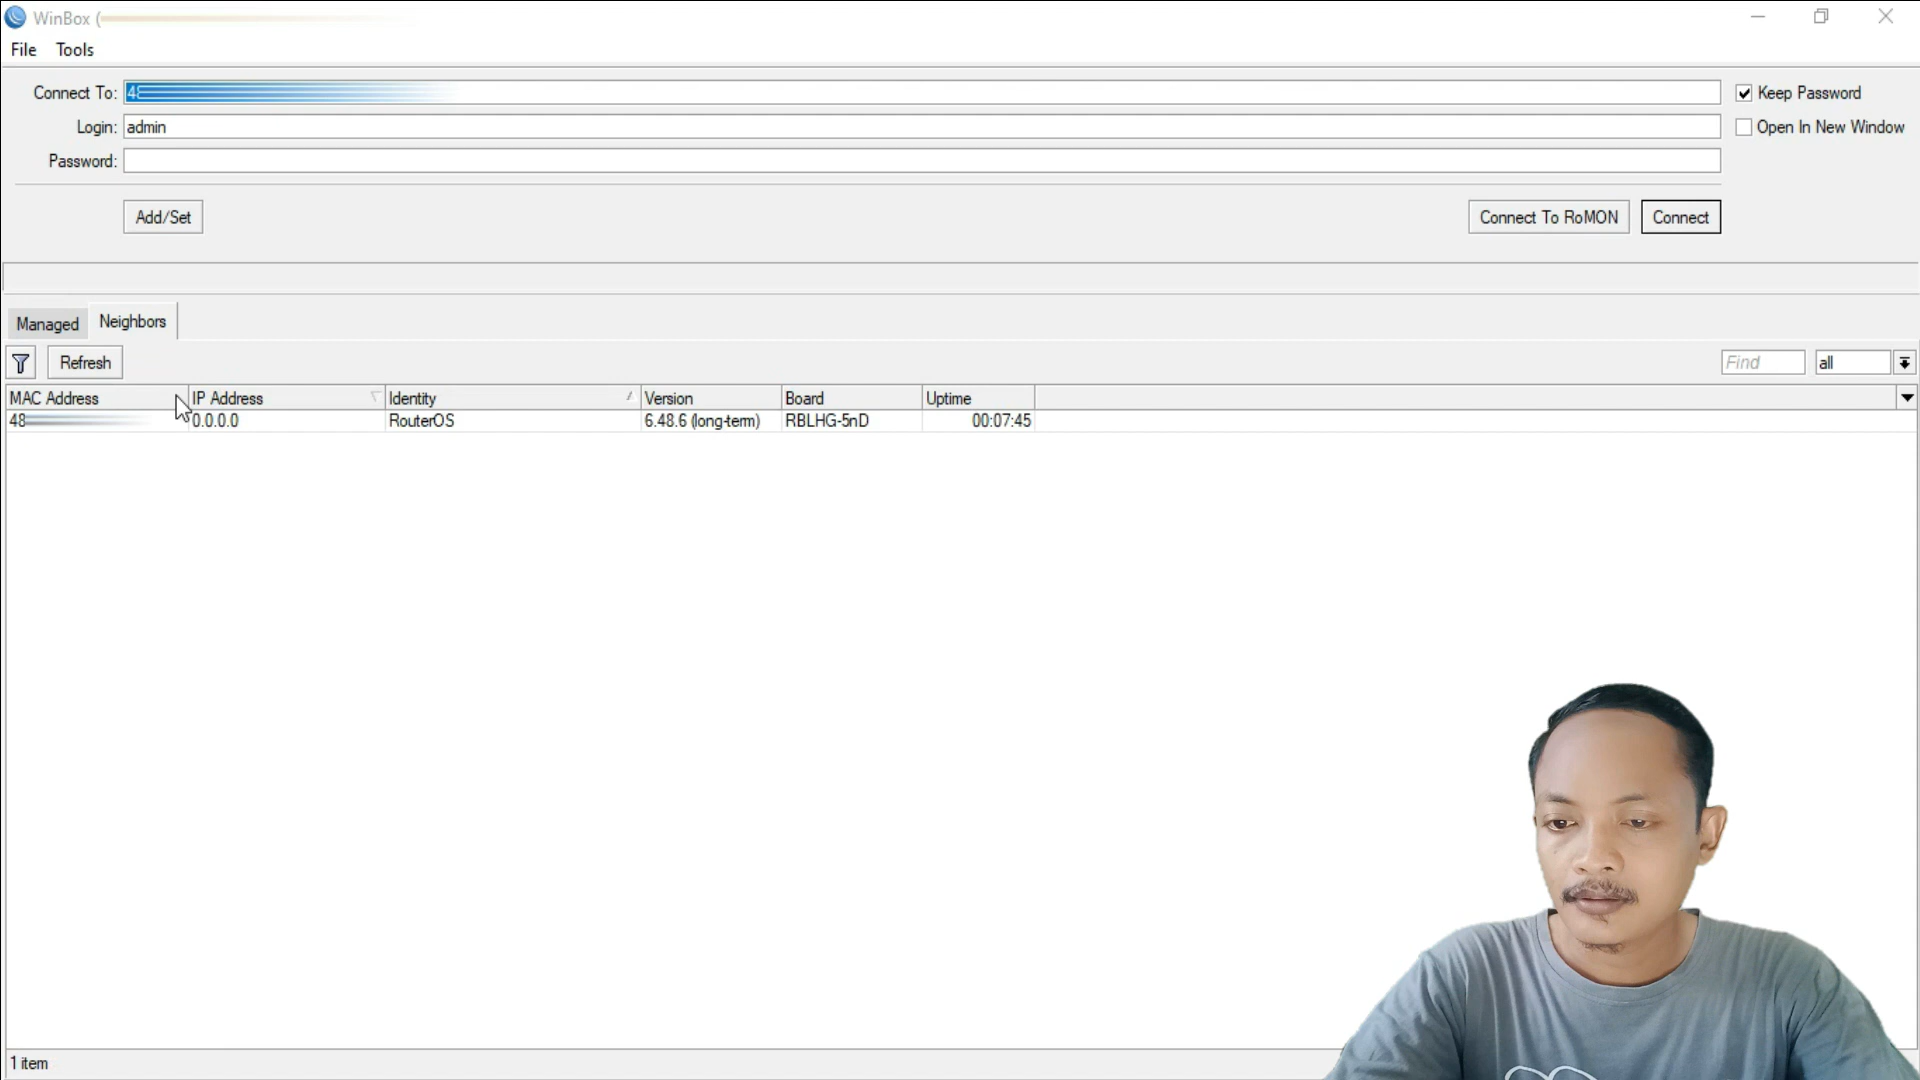 WinBox (
File Tools
Connect To: 48 Keep Password
Login: admin Open In New Window
Password:
Add/Set Connect To RoMON Connect
Managed Neighbors
Refresh Find all
MAC Address IP Address Identity Version Board Uptime
48 0.0.0.0 RouterOS 6.48.6 (long-term) RBLHG-5nD 00:07:45
1 item